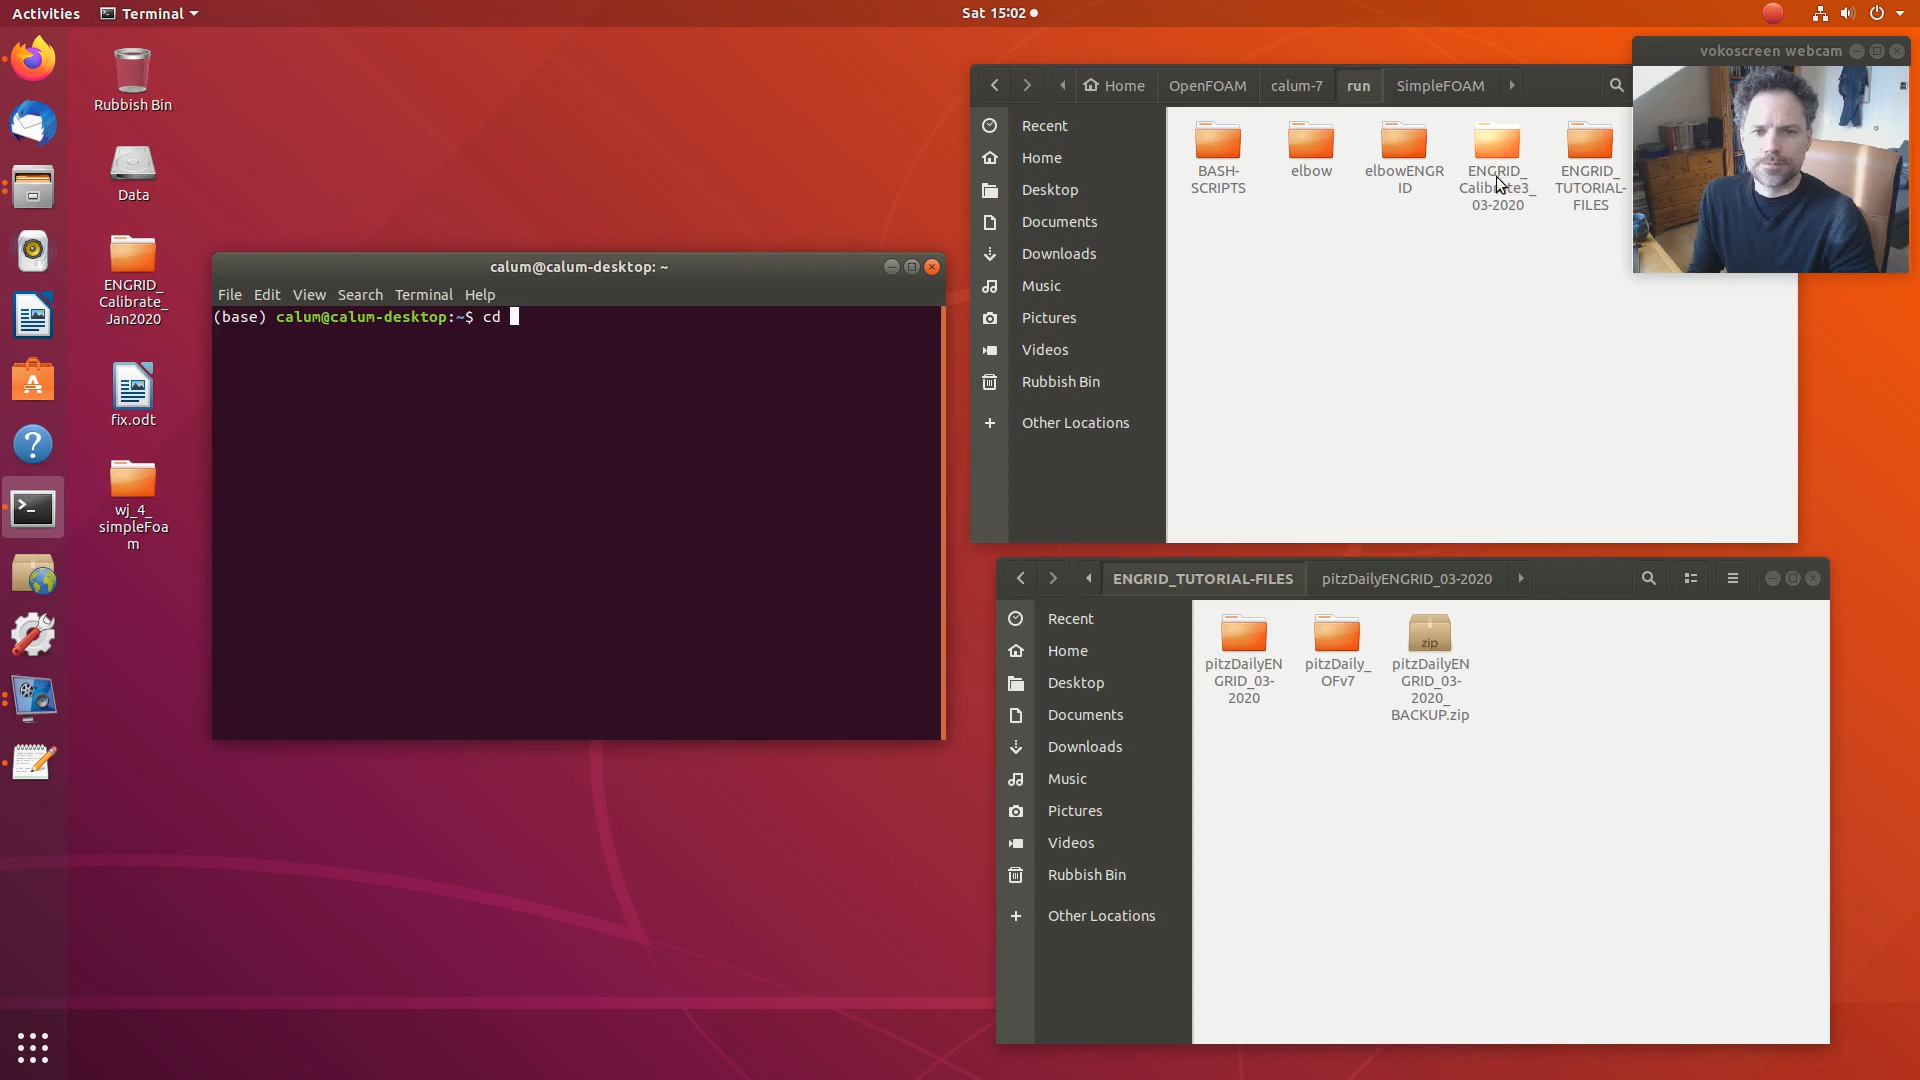 Activities
Terminal
Sat 15:02
Rubbish Bin
Data
ENGRID_
Calibrate_
Jan2020
fix.odt
wj_4_
simpleFoa
m
calum@calum-desktop: ~
File Edit View Search Terminal Help
(base) calum@calum-desktop:~$ cd
Home OpenFOAM calum-7 run SimpleFOAM
Recent
Home
Desktop
Documents
Downloads
Music
Pictures
Videos
Rubbish Bin
Other Locations
BASH-
SCRIPTS
elbow
elbowENGR
ID
ENGRID_
Calibrate3_
03-2020
ENGRID_
TUTORIAL-
FILES
vokoscreen webcam
ENGRID_TUTORIAL-FILES pitzDailyENGRID_03-2020
Recent
Home
Desktop
Documents
Downloads
Music
Pictures
Videos
Rubbish Bin
Other Locations
pitzDailyEN
GRID_03-
2020
pitzDaily_
OFv7
zip
pitzDailyEN
GRID_03-
2020_
BACKUP.zip